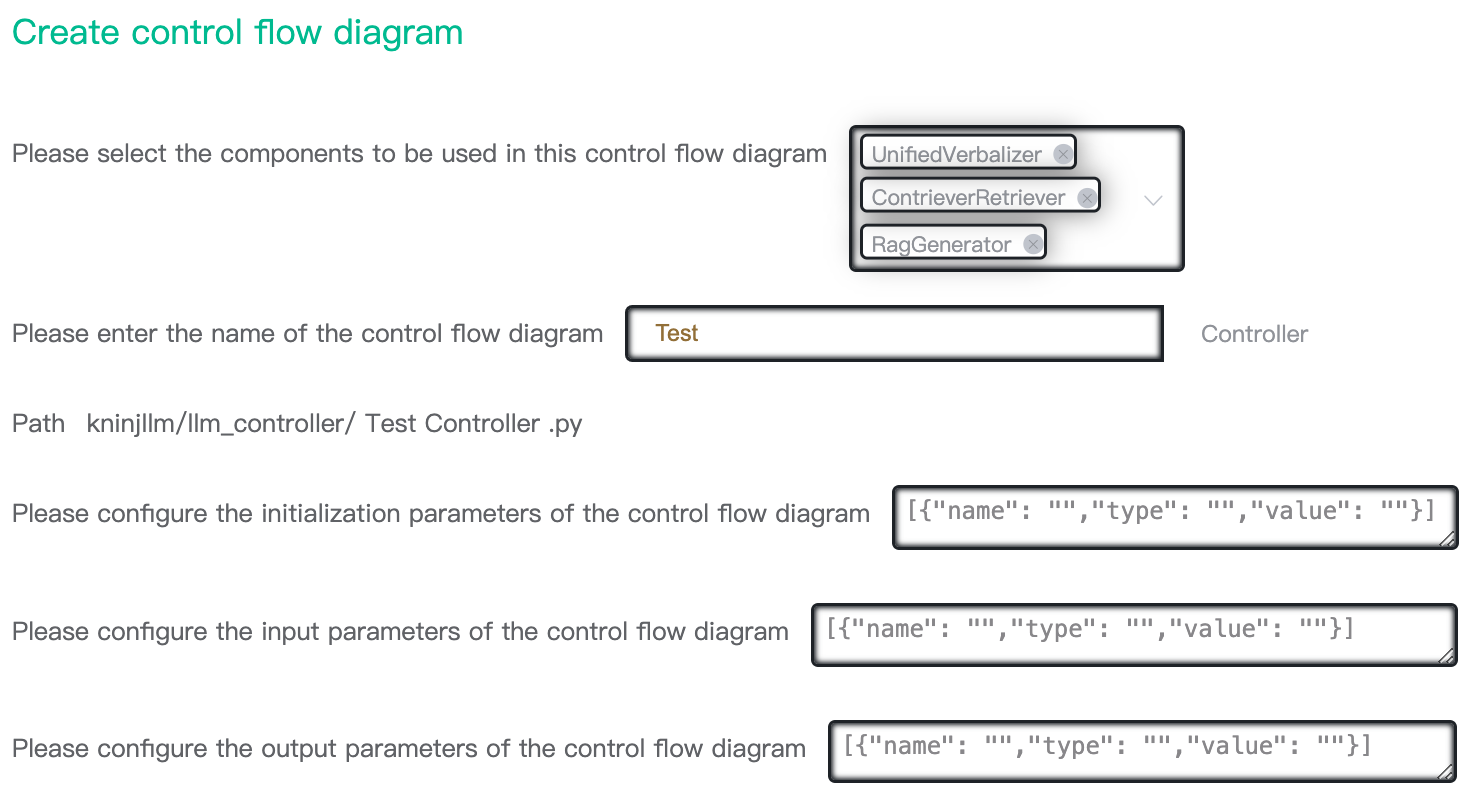 Create control flow diagram
Please select the components to be used in this control flow diagram
UnifiedVerbalizer
ContrieverRetriever
RagGenerator
Please enter the name of the control flow diagram Test Controller
Path kninjllm/llm_controller/ Test Controller .py
Please configure the initialization parameters of the control flow diagram [{"name": "","type": "","value": ""}]
Please configure the input parameters of the control flow diagram [{"name": "","type": "","value": ""}]
Please configure the output parameters of the control flow diagram [{"name": "","type": "","value": ""}]